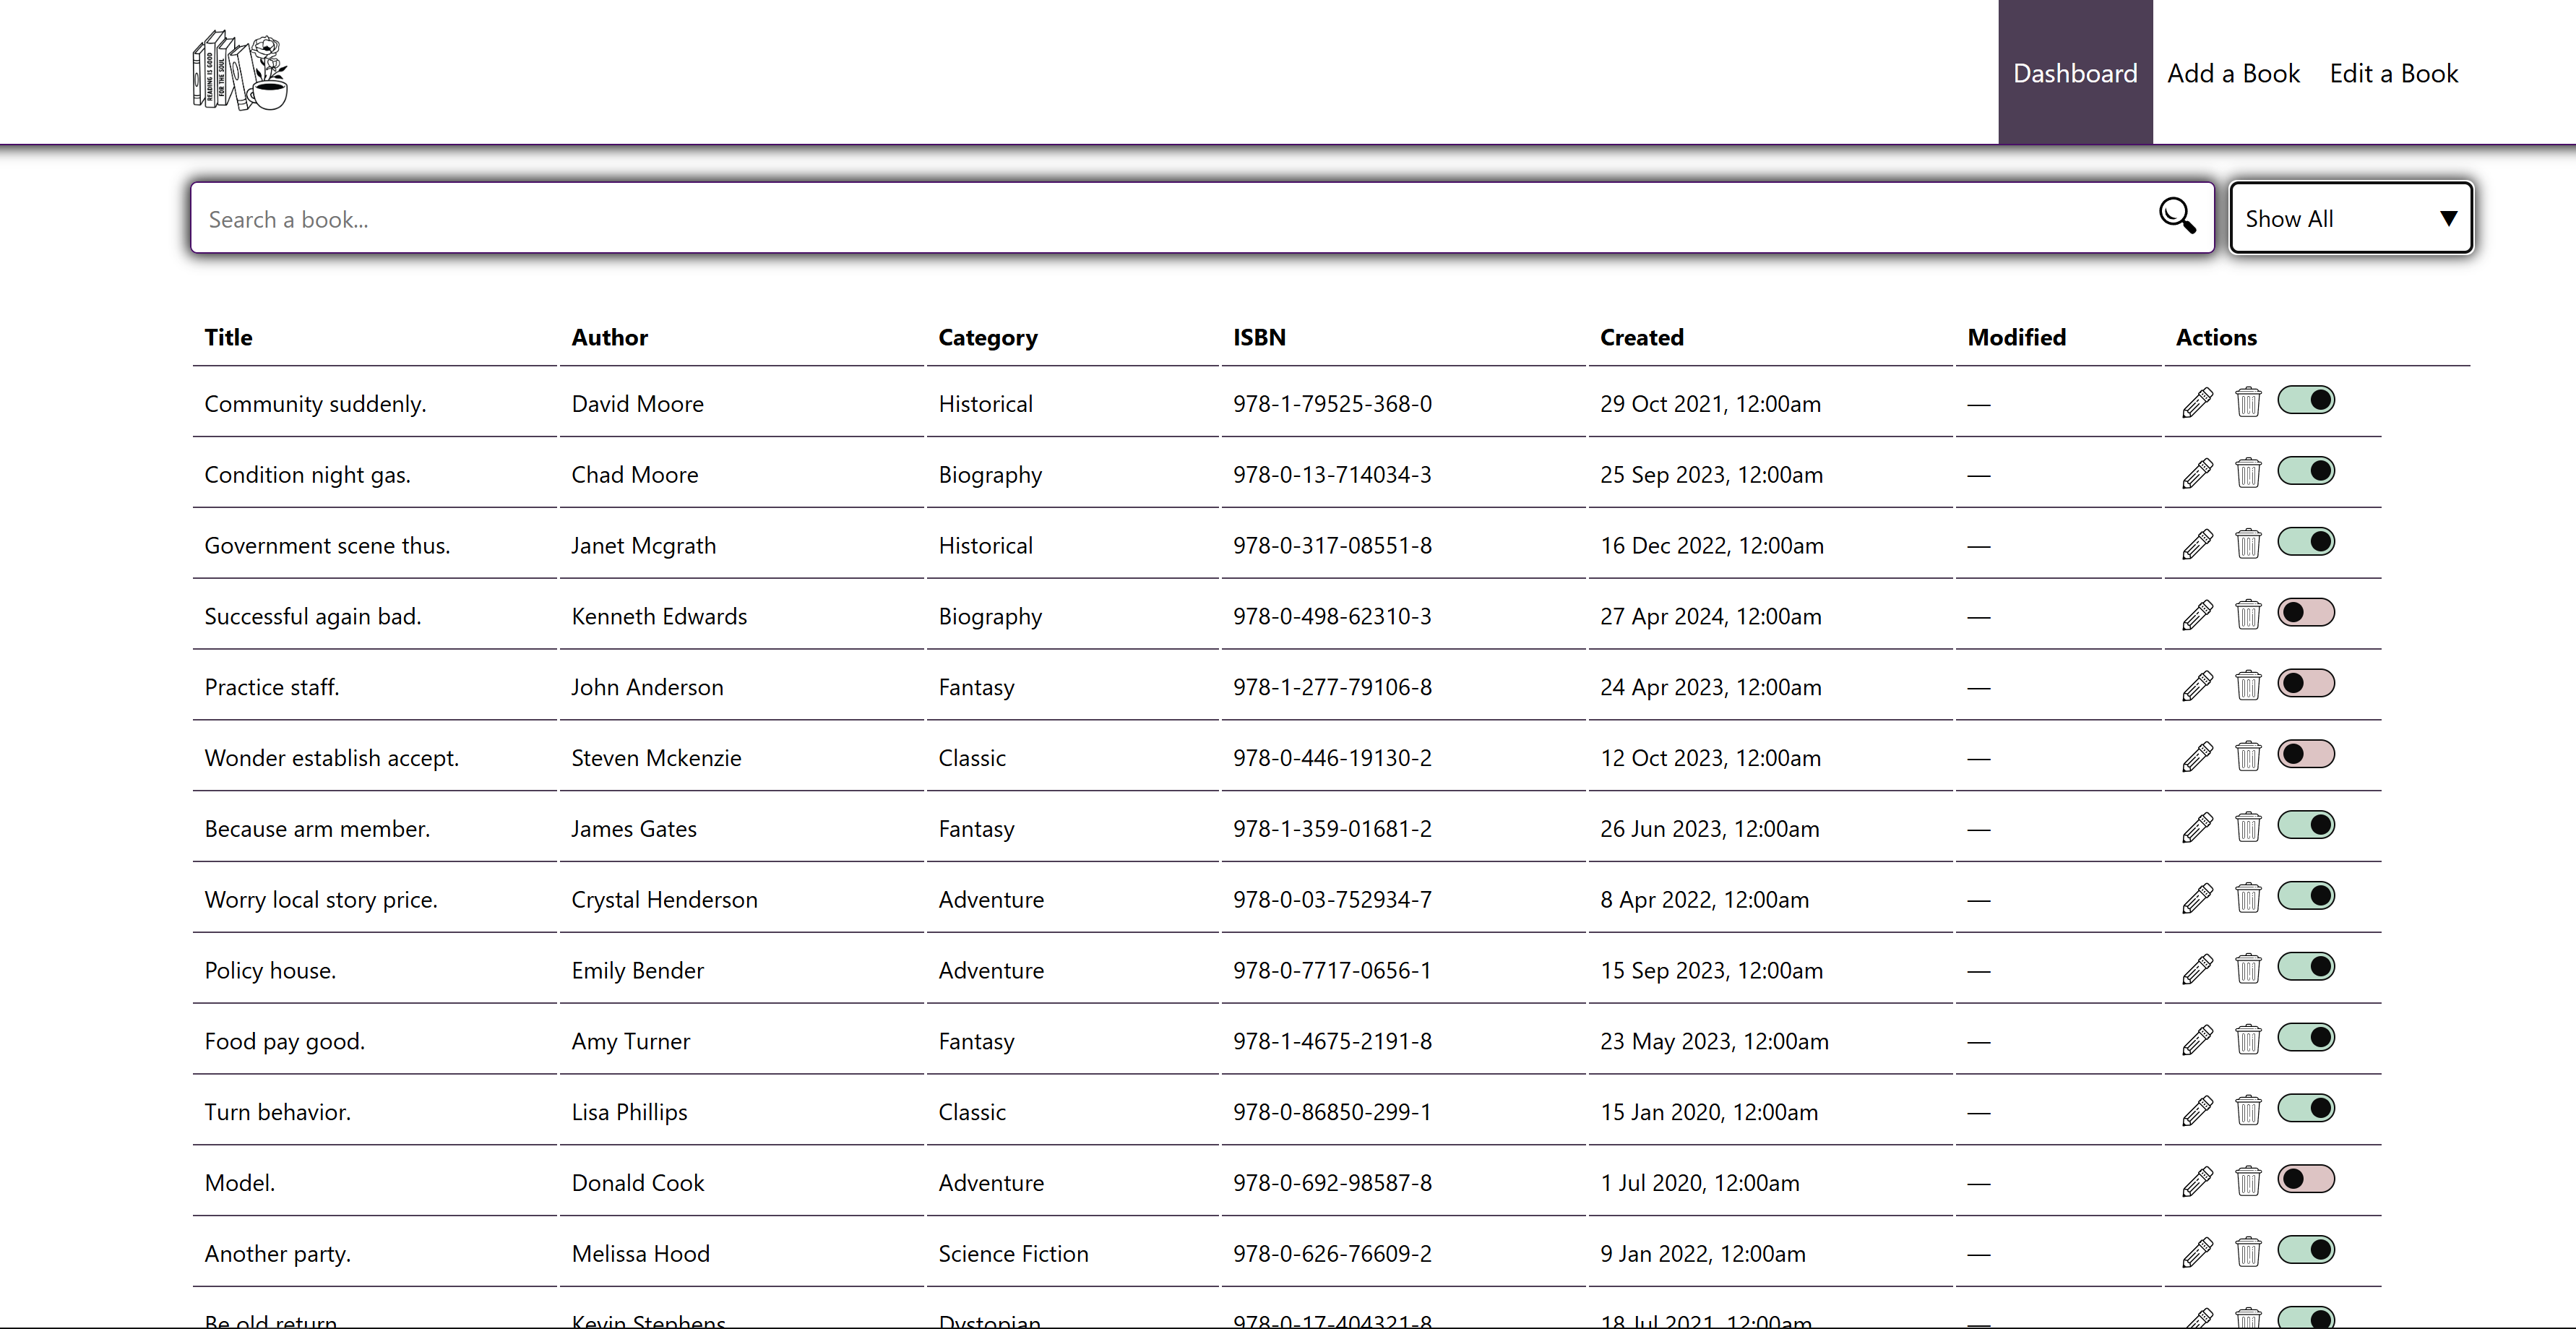 READING IS GOOD
FOR THE SOUL
Dashboard Add a Book Edit a Book
Search a book...
Show All
Title Author Category ISBN Created Modified Actions
Community suddenly. David Moore Historical 978-1-79525-368-0 29 Oct 2021, 12:00am —
Condition night gas. Chad Moore Biography 978-0-13-714034-3 25 Sep 2023, 12:00am —
Government scene thus. Janet Mcgrath Historical 978-0-317-08551-8 16 Dec 2022, 12:00am —
Successful again bad. Kenneth Edwards Biography 978-0-498-62310-3 27 Apr 2024, 12:00am —
Practice staff. John Anderson Fantasy 978-1-277-79106-8 24 Apr 2023, 12:00am —
Wonder establish accept. Steven Mckenzie Classic 978-0-446-19130-2 12 Oct 2023, 12:00am —
Because arm member. James Gates Fantasy 978-1-359-01681-2 26 Jun 2023, 12:00am —
Worry local story price. Crystal Henderson Adventure 978-0-03-752934-7 8 Apr 2022, 12:00am —
Policy house. Emily Bender Adventure 978-0-7717-0656-1 15 Sep 2023, 12:00am —
Food pay good. Amy Turner Fantasy 978-1-4675-2191-8 23 May 2023, 12:00am —
Turn behavior. Lisa Phillips Classic 978-0-86850-299-1 15 Jan 2020, 12:00am —
Model. Donald Cook Adventure 978-0-692-98587-8 1 Jul 2020, 12:00am —
Another party. Melissa Hood Science Fiction 978-0-626-76609-2 9 Jan 2022, 12:00am —
Be old return. Kevin Stephens Dystopian 978-0-17-404321-8 18 Jul 2021, 12:00am —